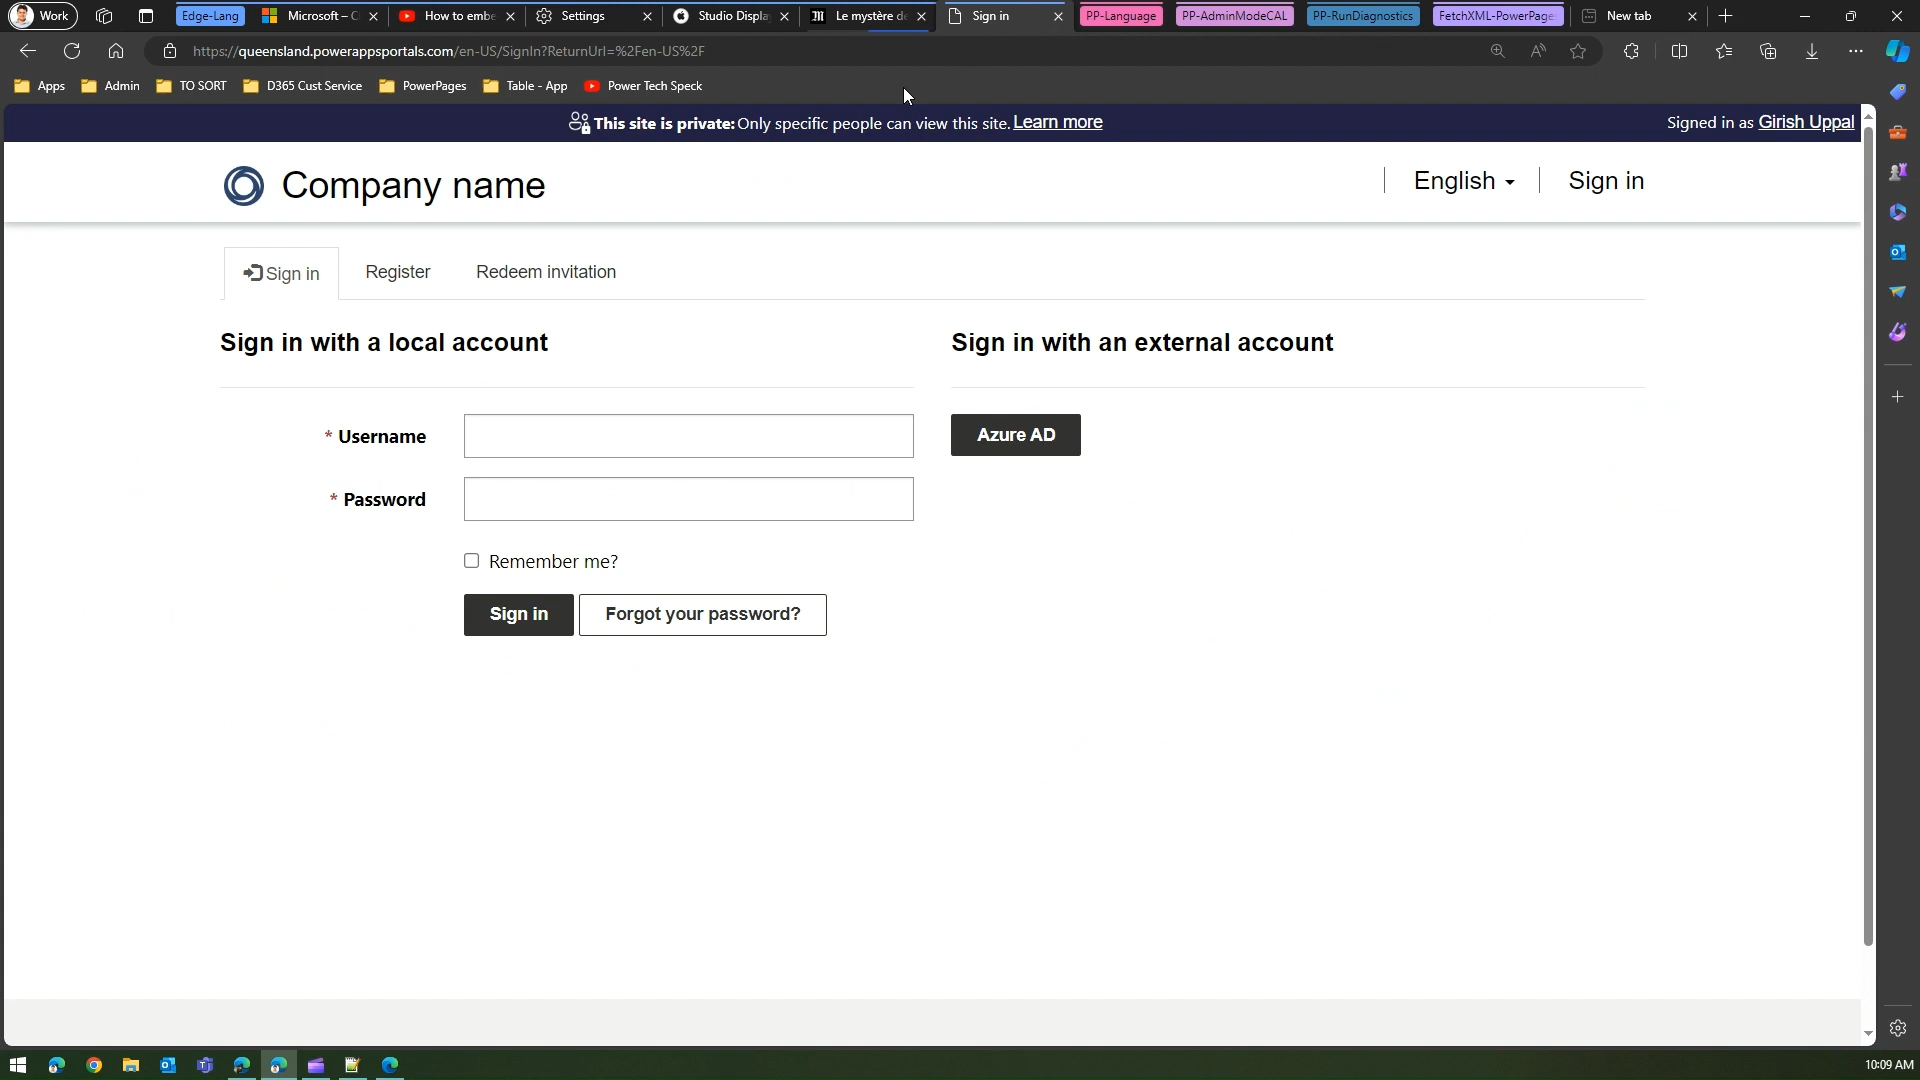 Work
Edge-Lang
Microsoft – C
How to embe
Settings
Studio Displa
Le mystère de
Sign in
PP-Language
PP-AdminModeCAL
PP-RunDiagnostics
FetchXML-PowerPage
New tab
https://queensland.powerappsportals.com/en-US/SignIn?ReturnUrl=%2Fen-US%2F
Apps
Admin
TO SORT
D365 Cust Service
PowerPages
Table - App
Power Tech Speck
This site is private: Only specific people can view this site. Learn more
Signed in as Girish Uppal
Company name
English
Sign in
Sign in
Register
Redeem invitation
Sign in with a local account
Sign in with an external account
* Username
Azure AD
* Password
Remember me?
Sign in
Forgot your password?
10:09 AM